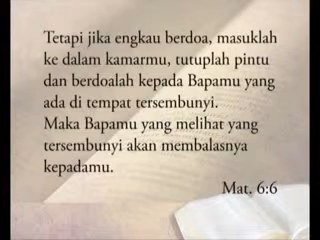 Tetapi jika engkau berdoa, masuklah
ke dalam kamarmu, tutuplah pintu
dan berdoalah kepada Bapamu yang
ada di tempat tersembunyi.
Maka Bapamu yang melihat yang
tersembunyi akan membalasnya
kepadamu.
Mat. 6:6